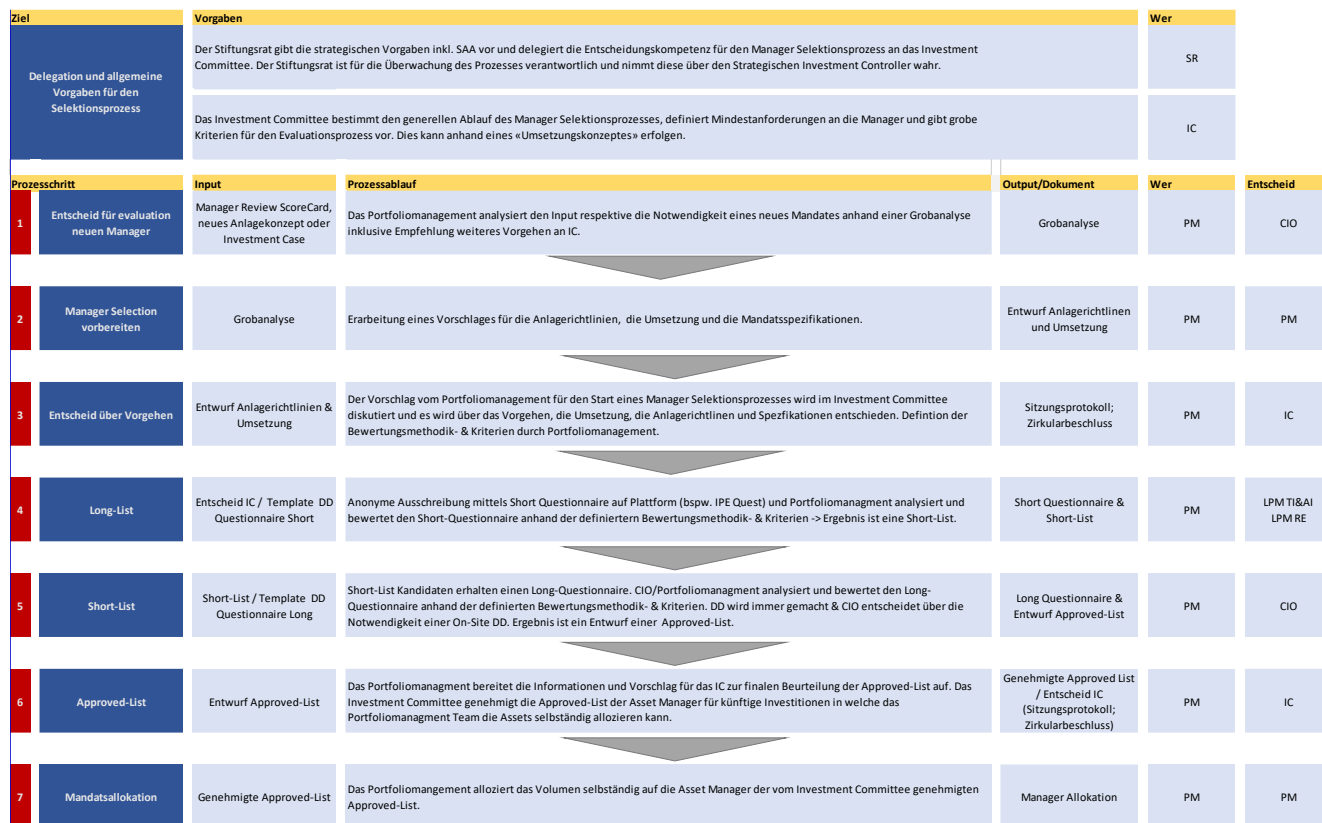 Ziel
Vorgaben
Wer
Delegation und allgemeine
Vorgaben für den
Selektionsprozess
Der Stiftungsrat gibt die strategischen Vorgaben inkl. SAA vor und delegiert die Entscheidungskompetenz für den Manager Selektionsprozess an das Investment
Committee. Der Stiftungsrat ist für die Überwachung des Prozesses verantwortlich und nimmt diese über den Strategischen Investment Controller wahr.
SR
Das Investment Committee bestimmt den generellen Ablauf des Manager Selektionsprozesses, definiert Mindestanforderungen an die Manager und gibt grobe
Kriterien für den Evaluationsprozess vor. Dies kann anhand eines «Umsetzungskonzeptes» erfolgen.
IC
Prozesschritt
Input
Prozessablauf
Output/Dokument
Wer
Entscheid
1
Entscheid für evaluation
neuen Manager
Manager Review ScoreCard,
neues Anlagekonzept oder
Investment Case
Das Portfoliomanagement analysiert den Input respektive die Notwendigkeit eines neues Mandates anhand einer Grobanalyse
inklusive Empfehlung weiteres Vorgehen an IC.
Grobanalyse
PM
CIO
2
Manager Selection
vorbereiten
Grobanalyse
Erarbeitung eines Vorschlages für die Anlagerichtlinien, die Umsetzung und die Mandatsspezifikationen.
Entwurf Anlagerichtlinen
und Umsetzung
PM
PM
3
Entscheid über Vorgehen
Entwurf Anlagerichtlinien &
Umsetzung
Der Vorschlag vom Portfoliomanagement für den Start eines Manager Selektionsprozesses wird im Investment Committee
diskutiert und es wird über das Vorgehen, die Umsetzung, die Anlagerichtlinen und Spezfikationen entschieden. Defintion der
Bewertungsmethodik- & Kriterien durch Portfoliomanagement.
Sitzungsprotokoll;
Zirkularbeschluss
PM
IC
4
Long-List
Entscheid IC / Template DD
Questionnaire Short
Anonyme Ausschreibung mittels Short Questionnaire auf Plattform (bspw. IPE Quest) und Portfoliomanagment analysiert und
bewertet den Short-Questionnaire anhand der definiertern Bewertungsmethodik- & Kriterien -> Ergebnis ist eine Short-List.
Short Questionnaire &
Short-List
PM
LPM TI&AI
LPM RE
5
Short-List
Short-List / Template DD
Questionnaire Long
Short-List Kandidaten erhalten einen Long-Questionnaire. CIO/Portfoliomanagment analysiert und bewertet den Long-
Questionnaire anhand der definierten Bewertungsmethodik- & Kriterien. DD wird immer gemacht & CIO entscheidet über die
Notwendigkeit einer On-Site DD. Ergebnis ist ein Entwurf einer Approved-List.
Long Questionnaire &
Entwurf Approved-List
PM
CIO
6
Approved-List
Entwurf Approved-List
Das Portfoliomanagment bereitet die Informationen und Vorschlag für das IC zur finalen Beurteilung der Approved-List auf. Das
Investment Committee genehmigt die Approved-List der Asset Manager für künftige Investitionen in welche das
Portfoliomanagment Team die Assets selbständig allozieren kann.
Genehmigte Approved List
/ Entscheid IC
(Sitzungsprotokoll;
Zirkularbeschluss)
PM
IC
7
Mandatsallokation
Genehmigte Approved-List
Das Portfoliomangement alloziert das Volumen selbständig auf die Asset Manager der vom Investment Committee genehmigten
Approved-List.
Manager Allokation
PM
PM